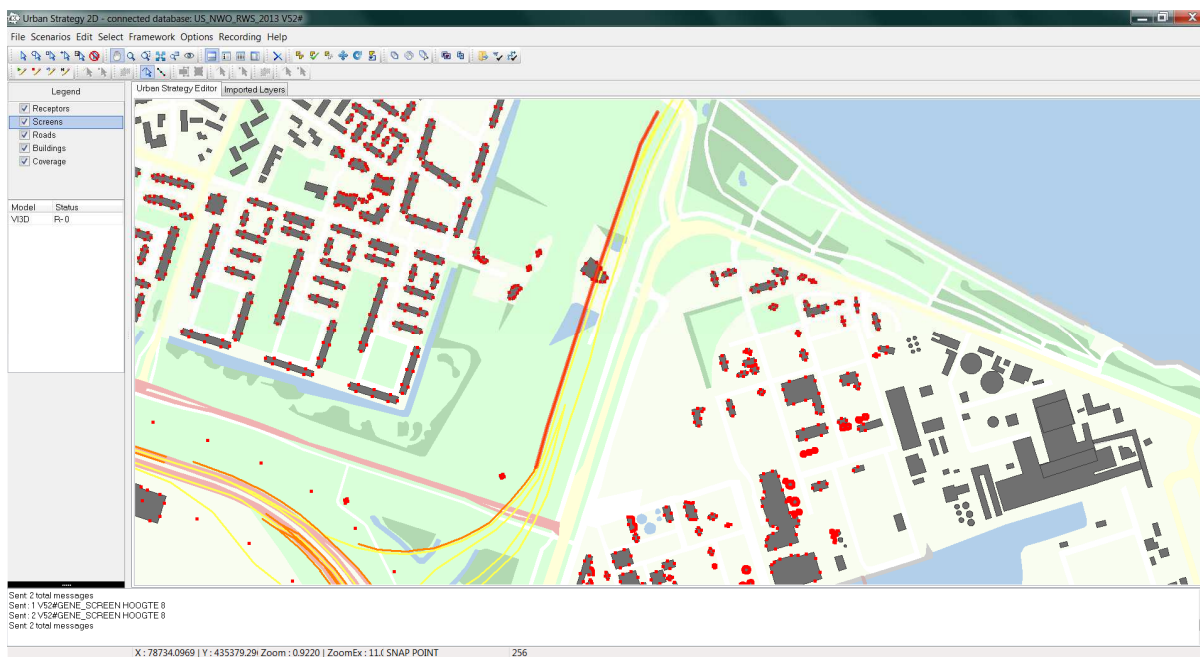 Urban Strategy 2D - connected database: US_NWO_RWS_2013 V52#
File Scenarios Edit Select Framework Options Recording Help
Legend
Urban Strategy Editor Imported Layers
Receptors
Screens
Roads
Buildings
Coverage
Model Status
VI3D R-0
Sent: 2 total messages
Sent: 1 V52#GENE_SCREEN HOOGTE 8
Sent: 2 V52#GENE_SCREEN HOOGTE 8
Sent: 2 total messages
X : 78734.0969 | Y : 435379.29 Zoom : 0.9220 | ZoomEx : 11.( SNAP POINT 256